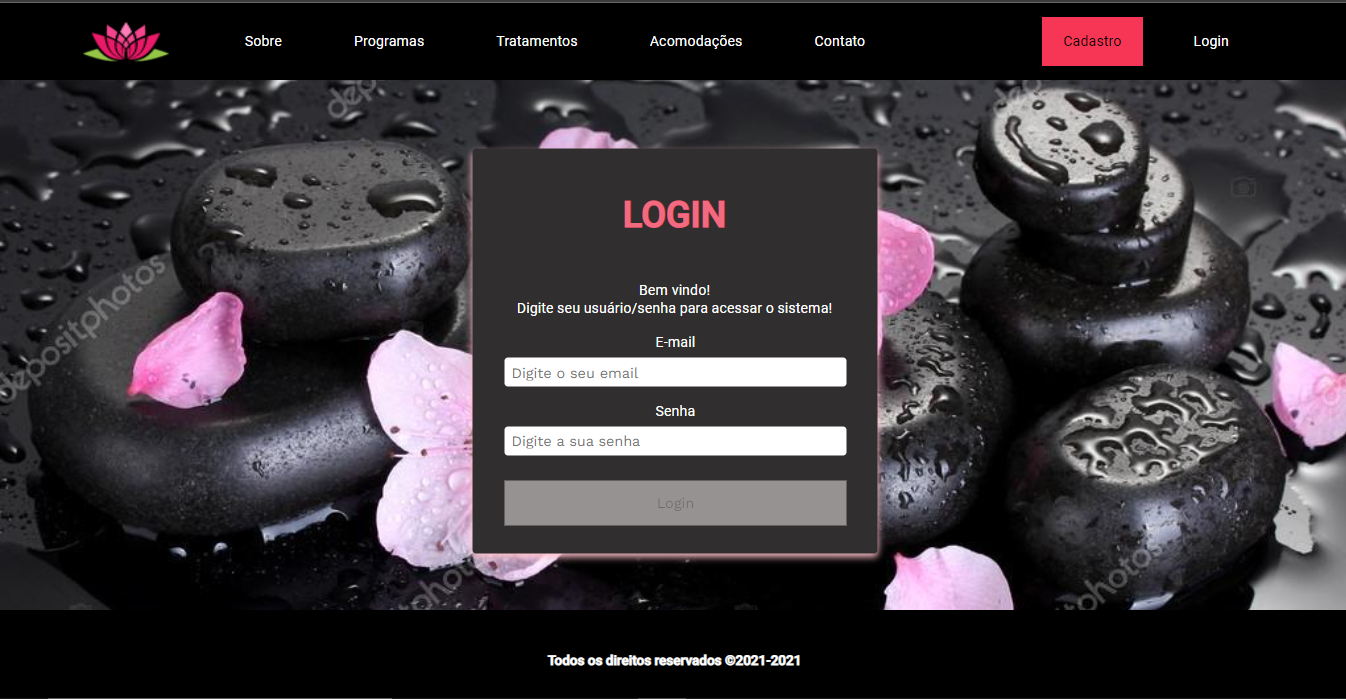 Sobre
Programas
Tratamentos
Acomodações
Contato
Cadastro
Login
depositphotos
LOGIN
Bem vindo!
Digite seu usuário/senha para acessar o sistema!
E-mail
Digite o seu email
Senha
Digite a sua senha
Login
Todos os direitos reservados ©2021-2021